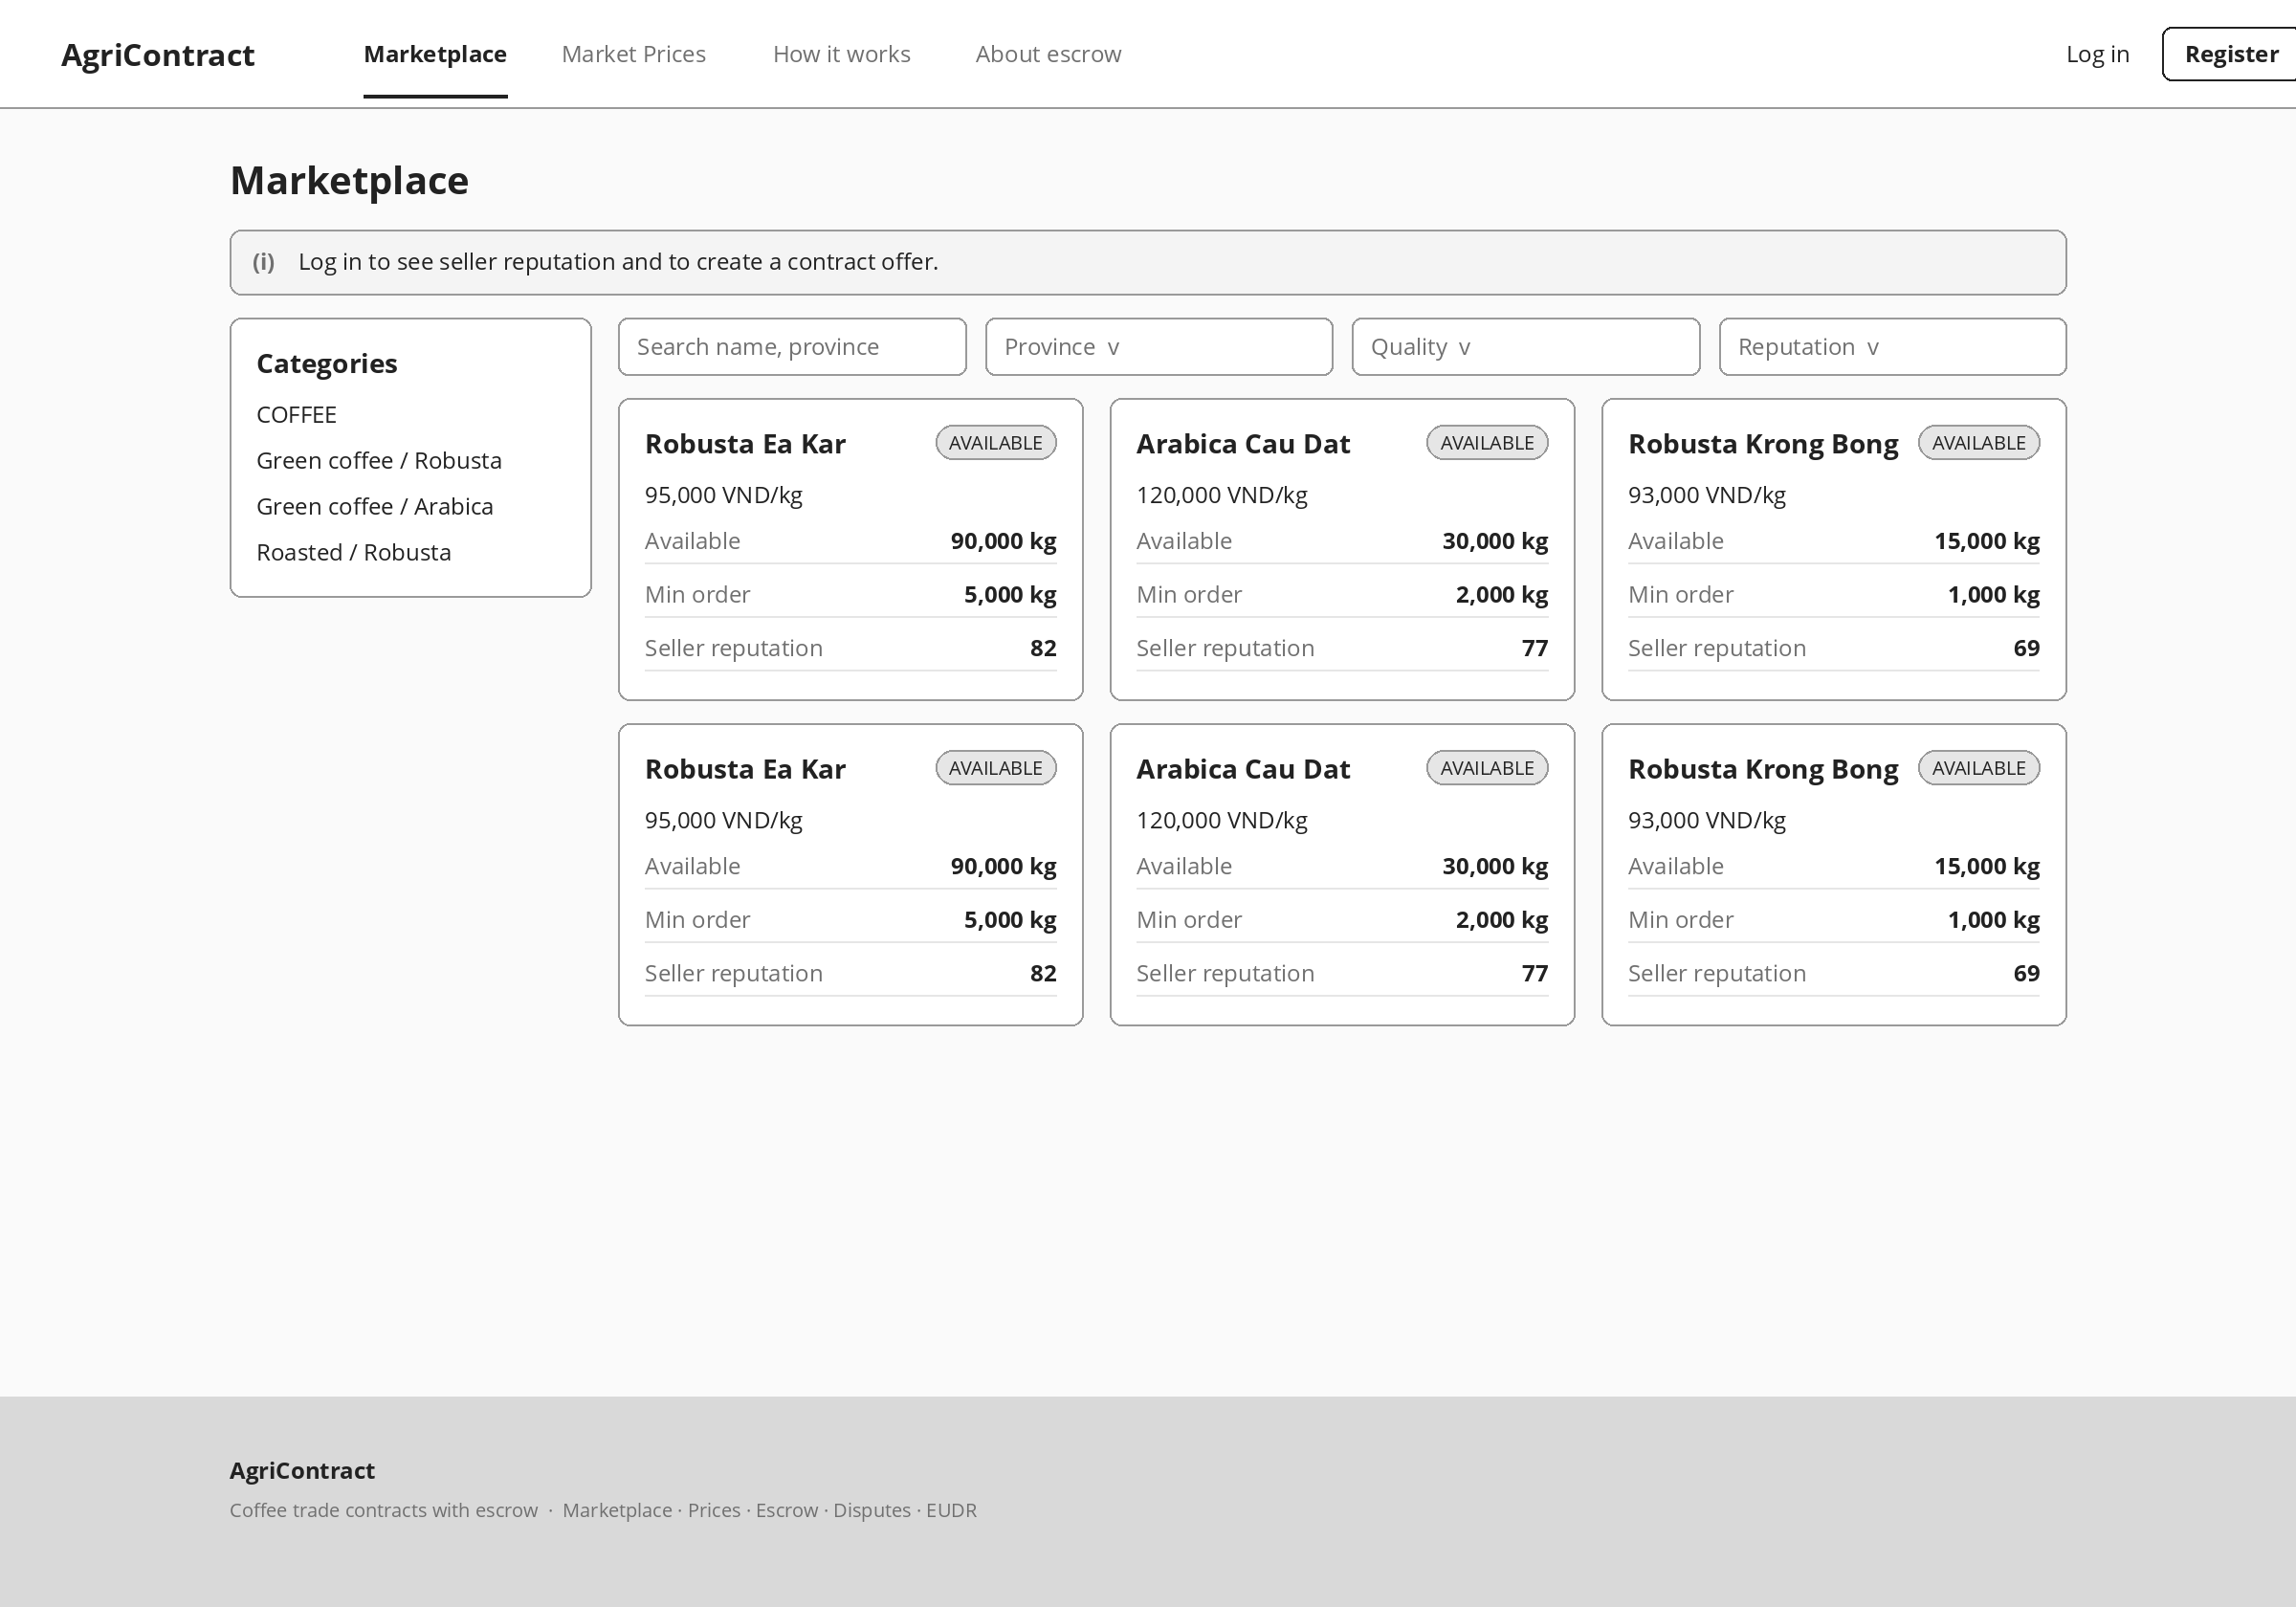 AgriContract
Marketplace
Market Prices
How it works
About escrow
Log in
Register
Marketplace
(i) Log in to see seller reputation and to create a contract offer.
Categories
COFFEE
Green coffee / Robusta
Green coffee / Arabica
Roasted / Robusta
Search name, province
Province v
Quality v
Reputation v
Robusta Ea Kar AVAILABLE
95,000 VND/kg
Available 90,000 kg
Min order 5,000 kg
Seller reputation 82
Arabica Cau Dat AVAILABLE
120,000 VND/kg
Available 30,000 kg
Min order 2,000 kg
Seller reputation 77
Robusta Krong Bong AVAILABLE
93,000 VND/kg
Available 15,000 kg
Min order 1,000 kg
Seller reputation 69
Robusta Ea Kar AVAILABLE
95,000 VND/kg
Available 90,000 kg
Min order 5,000 kg
Seller reputation 82
Arabica Cau Dat AVAILABLE
120,000 VND/kg
Available 30,000 kg
Min order 2,000 kg
Seller reputation 77
Robusta Krong Bong AVAILABLE
93,000 VND/kg
Available 15,000 kg
Min order 1,000 kg
Seller reputation 69
AgriContract
Coffee trade contracts with escrow · Marketplace · Prices · Escrow · Disputes · EUDR